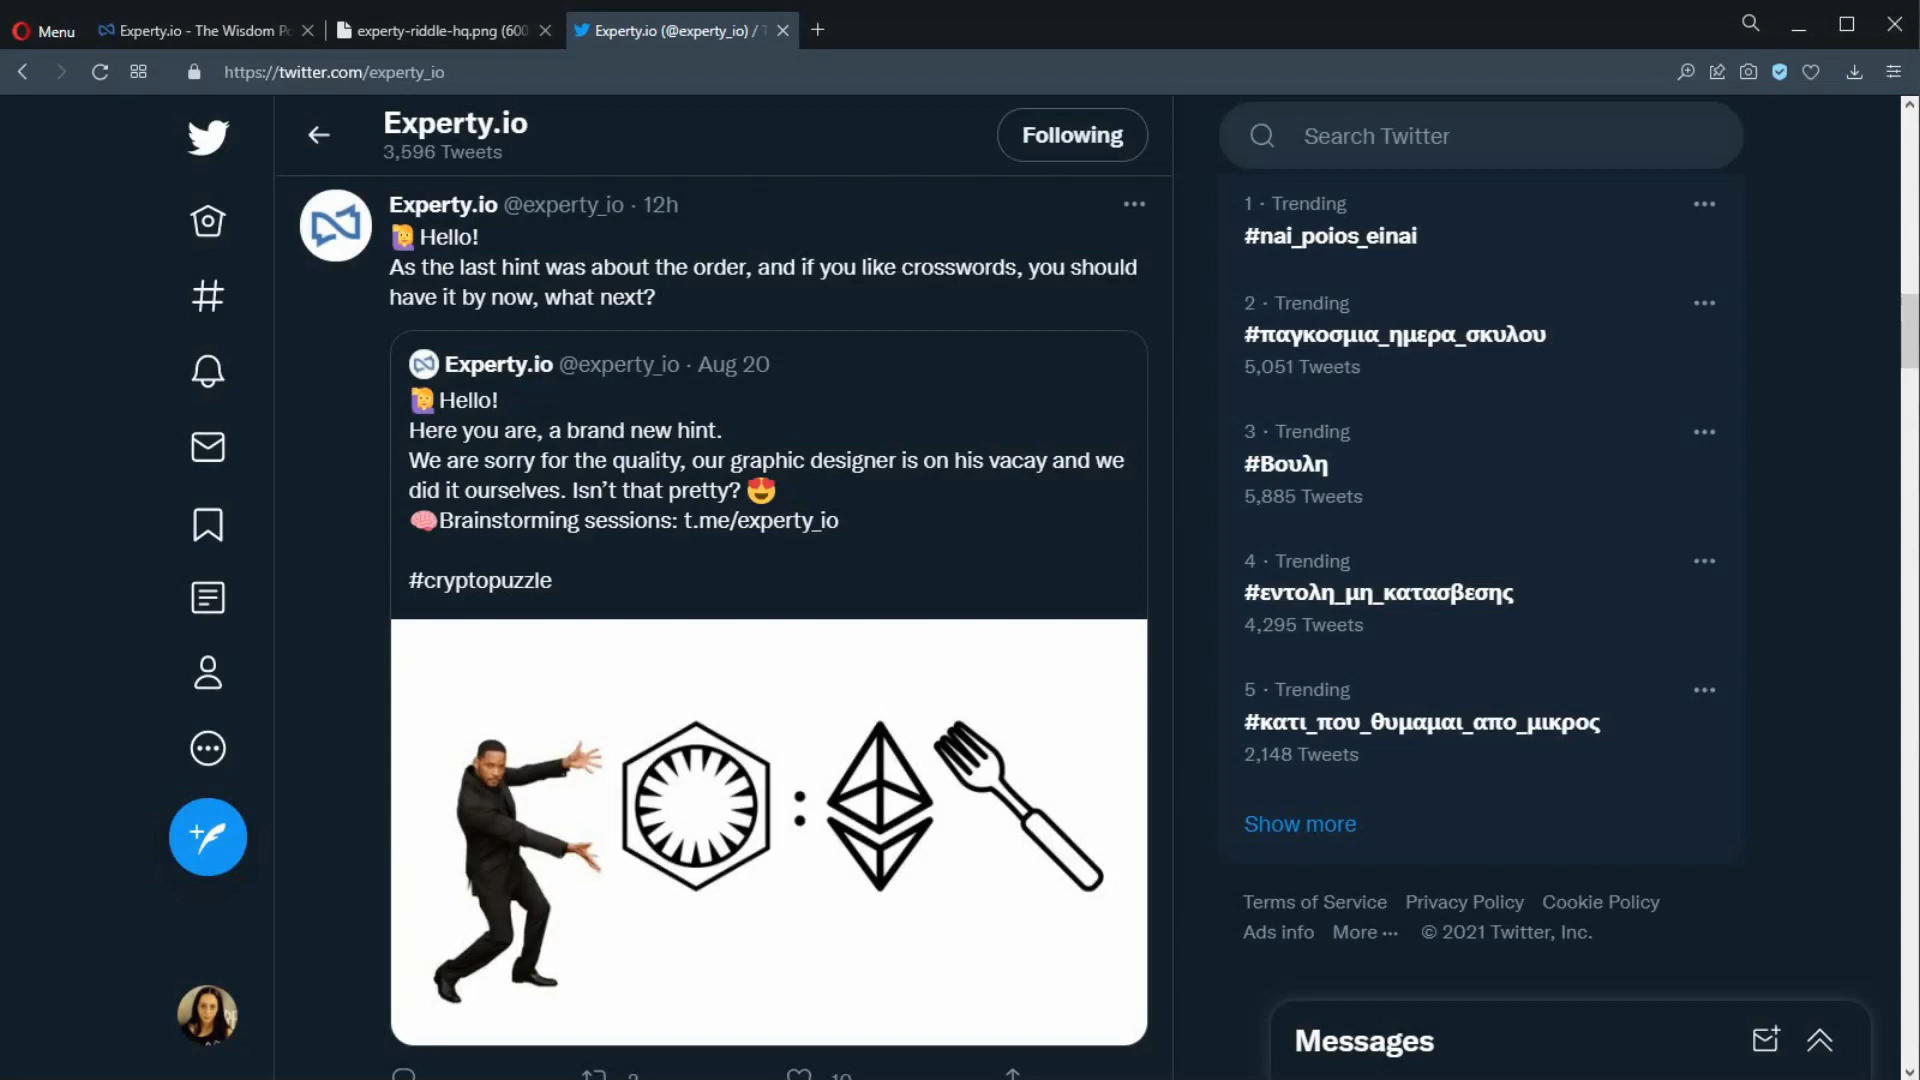 Menu
Experty.io - The Wisdom P
experty-riddle-hq.png (600
Experty.io (@experty_io) /
https://twitter.com/experty_io
Experty.io
3,596 Tweets
Following
Search Twitter
Experty.io @experty_io · 12h
Hello!
As the last hint was about the order, and if you like crosswords, you should
have it by now, what next?
Experty.io @experty_io · Aug 20
Hello!
Here you are, a brand new hint.
We are sorry for the quality, our graphic designer is on his vacay and we
did it ourselves. Isn't that pretty? 😍
🧠Brainstorming sessions: t.me/experty_io
#cryptopuzzle
:
1 · Trending
#nai_poios_einai
2 · Trending
#παγκοσμια_ημερα_σκυλου
5,051 Tweets
3 · Trending
#Βουλη
5,885 Tweets
4 · Trending
#εντολη_μη_κατασβεσης
4,295 Tweets
5 · Trending
#κατι_που_θυμαμαι_απο_μικρος
2,148 Tweets
Show more
Terms of Service Privacy Policy Cookie Policy
Ads info More ··· © 2021 Twitter, Inc.
Messages